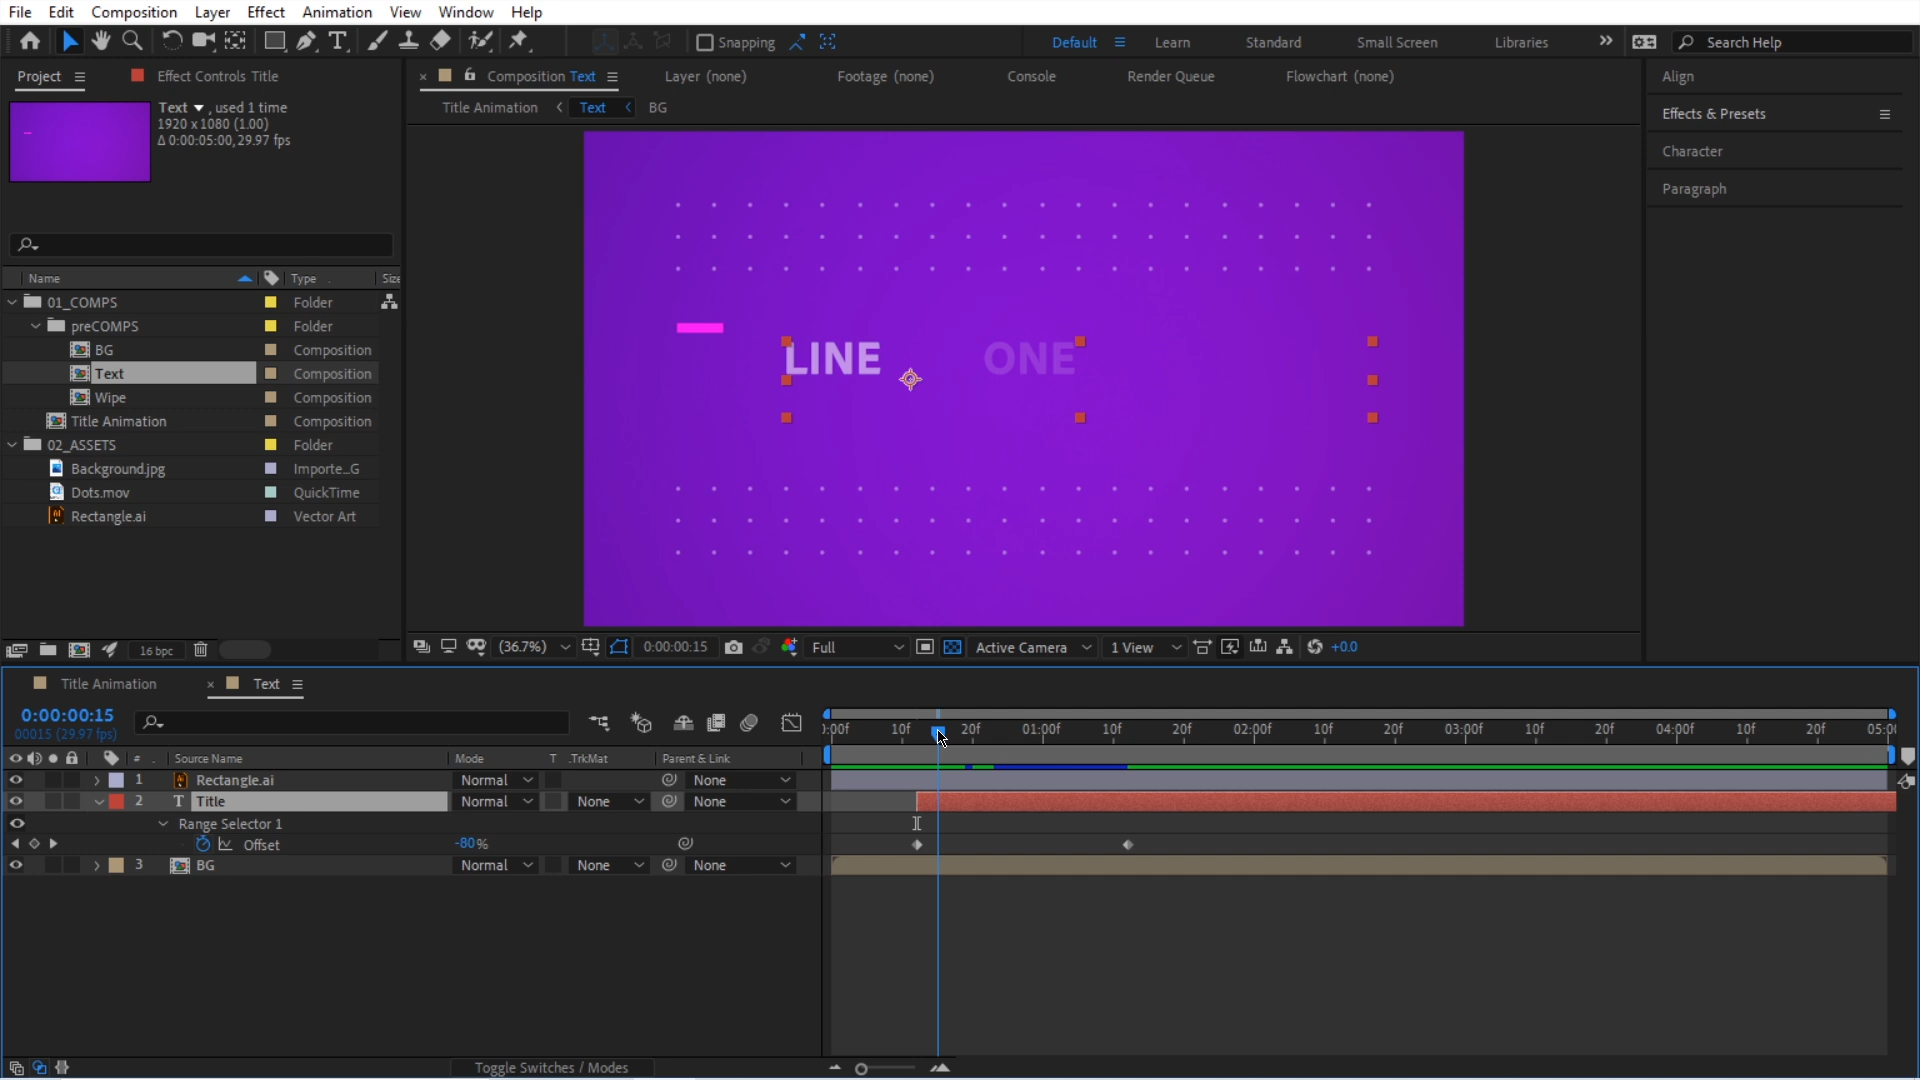 File Edit Composition Layer Effect Animation View Window Help
Snapping Default Learn Standard Small Screen Libraries Search Help
Project Effect Controls Title
Text , used 1 time
1920 x 1080 (1.00)
Δ 0:00:05:00, 29.97 fps
Name Type Size
01_COMPS Folder
preCOMPS Folder
BG Composition
Text Composition
Wipe Composition
Title Animation Composition
02_ASSETS Folder
Background.jpg Importe...G
Dots.mov QuickTime
Rectangle.ai Vector Art
16 bpc
Composition Text Layer (none) Footage (none) Console Render Queue Flowchart (none)
Title Animation Text BG
LINE ONE
(36.7%) 0:00:00:15 Full Active Camera 1 View +0.0
Align
Effects & Presets
Character
Paragraph
Title Animation Text
0:00:00:15
00015 (29.97 fps)
:00f 10f 20f 01:00f 10f 20f 02:00f 10f 20f 03:00f 10f 20f 04:00f 10f 20f 05:00
# Source Name Mode T .TrkMat Parent & Link
1 Rectangle.ai Normal None
2 T Title Normal None None
Range Selector 1
Offset -80%
3 BG Normal None None
Toggle Switches / Modes